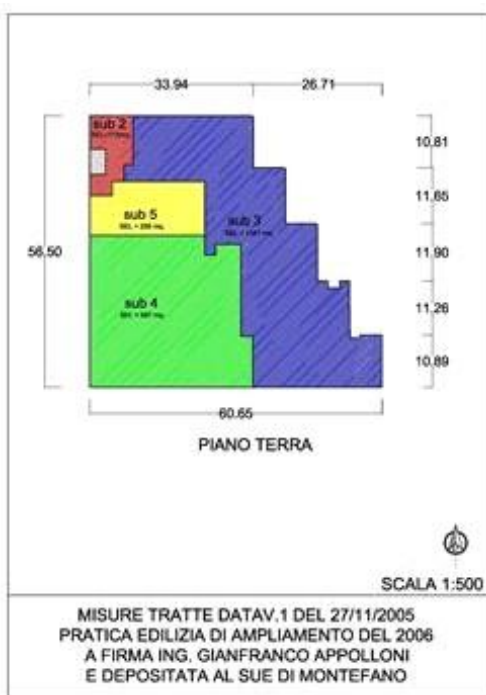 33.94
26.71
sub 2
10.81
11.65
sub 5
sub 3
56.50
11.90
sub 4
11.26
10.89
60.65
PIANO TERRA
SCALA 1:500
MISURE TRATTE DATAV.1 DEL 27/11/2005
PRATICA EDILIZIA DI AMPLIAMENTO DEL 2006
A FIRMA ING. GIANFRANCO APPOLLONI
E DEPOSITATA AL SUE DI MONTEFANO